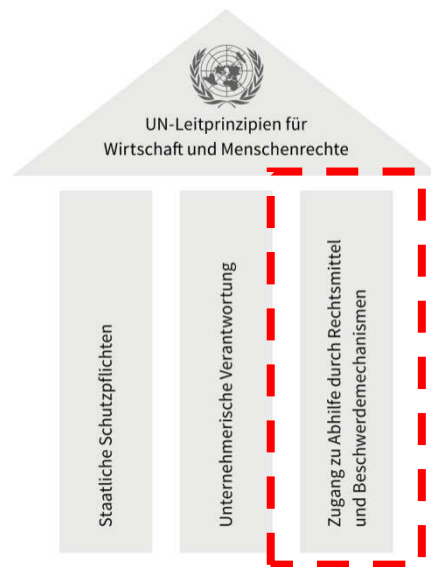 UN-Leitprinzipien für
Wirtschaft und Menschenrechte
Staatliche Schutzpflichten
Unternehmerische Verantwortung
Zugang zu Abhilfe durch Rechtsmittel
und Beschwerdemechanismen